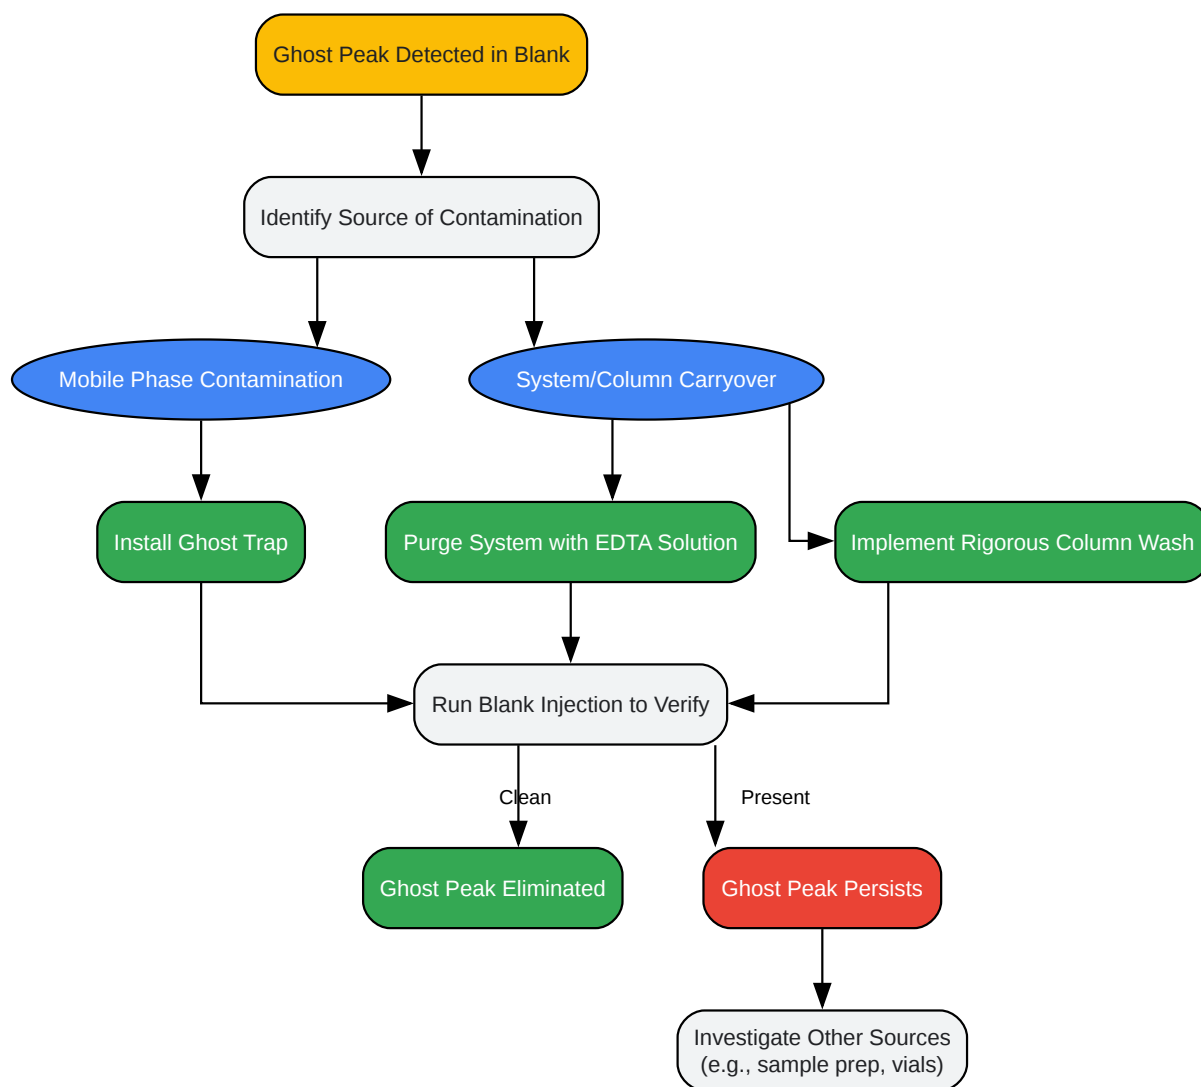 Ghost Peak Detected in Blank
Identify Source of Contamination
Mobile Phase Contamination
System/Column Carryover
Install Ghost Trap
Purge System with EDTA Solution
Implement Rigorous Column Wash
Run Blank Injection to Verify
Clean
Present
Ghost Peak Eliminated
Ghost Peak Persists
Investigate Other Sources
(e.g., sample prep, vials)